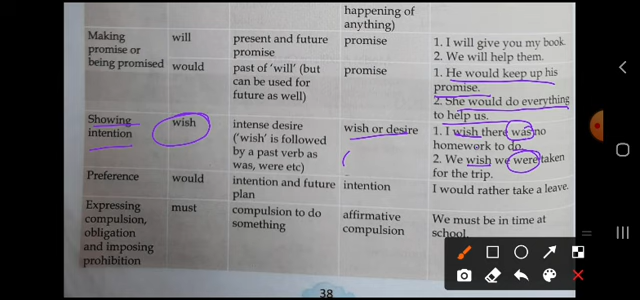 happening of
anything)
Making
promise or
being promised
will
present and future
promise
promise
1. I will give you my book.
2. We will help them.
would
past of 'will' (but
can be used for
future as well)
promise
1. He would keep up his
promise.
2. She would do everything
to help us.
Showing
intention
wish
intense desire
('wish' is followed
by a past verb as
was, were etc)
wish or desire
1. I wish there was no
homework to do.
2. We wish we were taken
for the trip.
Preference
would
intention and future
plan
intention
I would rather take a leave.
Expressing
compulsion,
obligation
and imposing
prohibition
must
compulsion to do
something
affirmative
compulsion
We must be in time at
school.
38